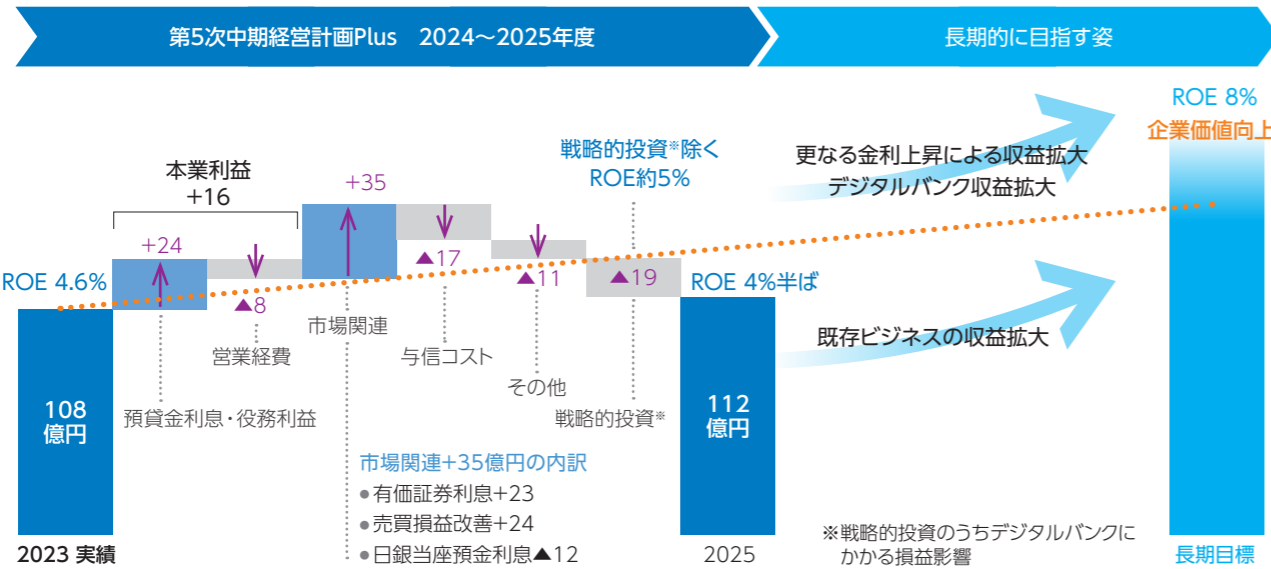 第5次中期経営計画Plus 2024～2025年度
長期的に目指す姿
ROE 8%
企業価値向上
本業利益
+16
+35
戦略的投資※除く
ROE約5%
更なる金利上昇による収益拡大
デジタルバンク収益拡大
+24
▲17
▲11
▲19
ROE 4.6%
▲8
ROE 4%半ば
市場関連
営業経費
与信コスト
その他
既存ビジネスの収益拡大
108
億円
預貸金利息・役務利益
戦略的投資※
112
億円
市場関連+35億円の内訳
●有価証券利息+23
●売買損益改善+24
●日銀当座預金利息▲12
※戦略的投資のうちデジタルバンクに
かかる損益影響
2023 実績
2025
長期目標